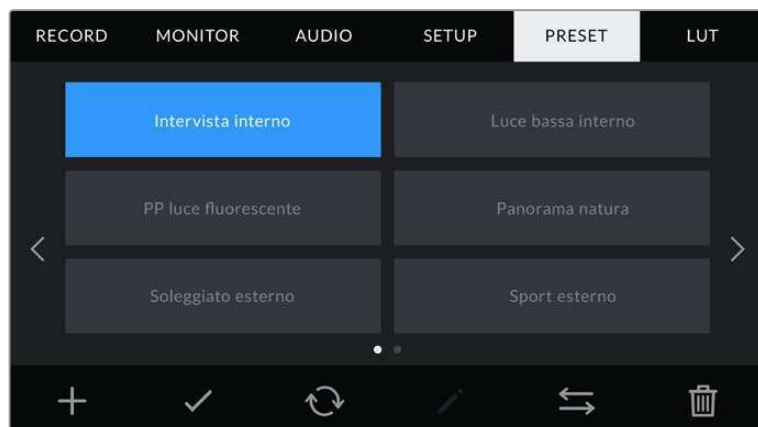 RECORD MONITOR AUDIO SETUP PRESET LUT
Intervista interno Luce bassa interno
PP luce fluorescente Panorama natura
Soleggiato esterno Sport esterno